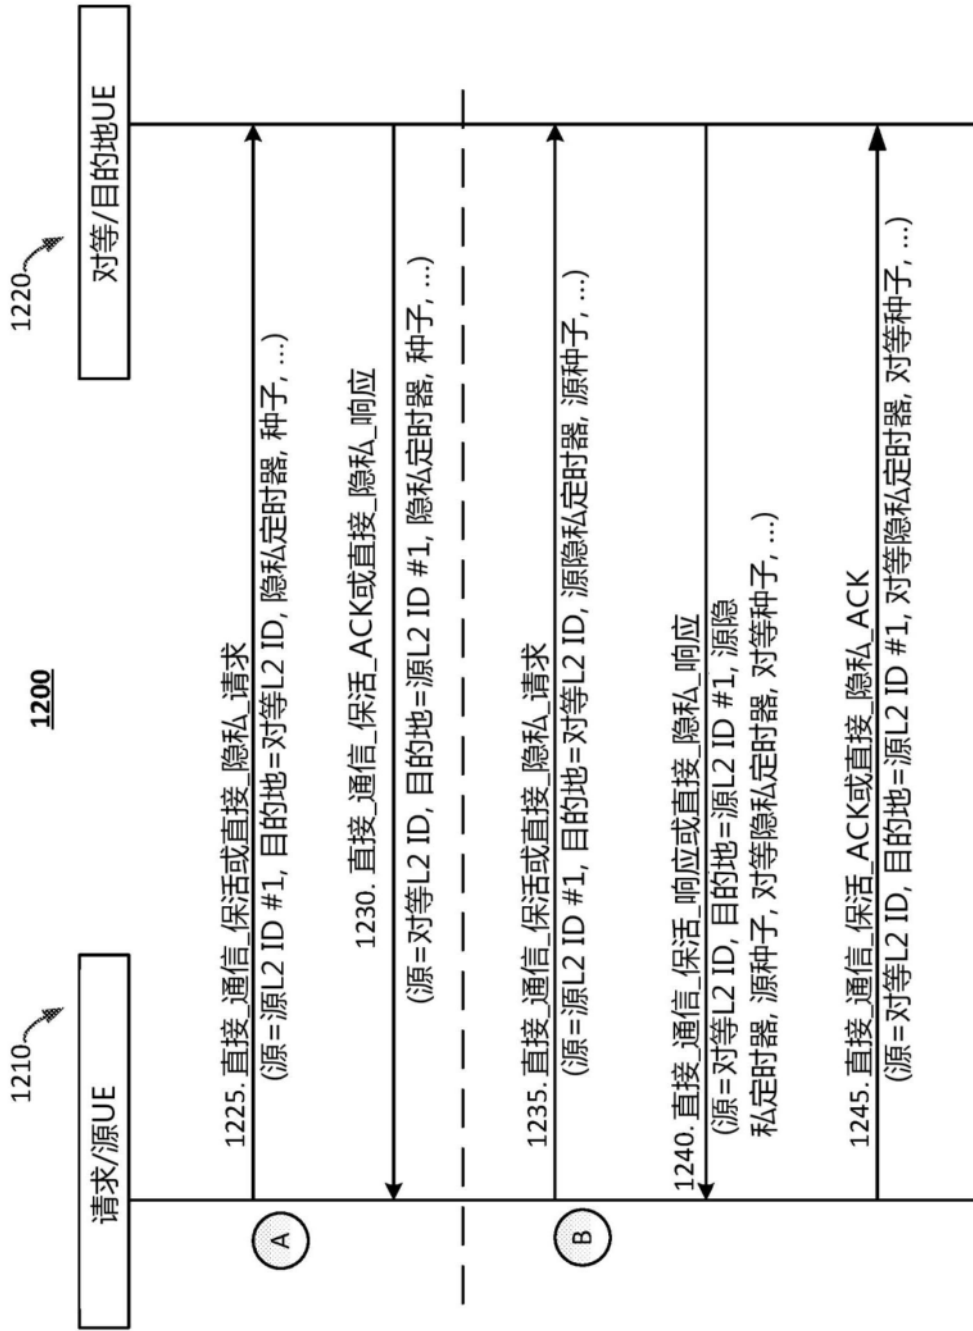 1200
1210
1220
请求/源UE
对等/目的地UE
A
1225. 直接_通信_保活或直接_隐私_请求
(源=源L2 ID #1, 目的地=对等L2 ID, 隐私定时器, 种子, ...)
1230. 直接_通信_保活_ACK或直接_隐私_响应
(源=对等L2 ID, 目的地=源L2 ID #1, 隐私定时器, 种子, ...)
B
1235. 直接_通信_保活或直接_隐私_请求
(源=源L2 ID #1, 目的地=对等L2 ID, 源隐私定时器, 源种子, ...)
1240. 直接_通信_保活_响应或直接_隐私_响应
(源=对等L2 ID, 目的地=源L2 ID #1, 源隐
私定时器, 源种子, 对等隐私定时器, 对等种子, ...)
1245. 直接_通信_保活_ACK或直接_隐私_ACK
(源=对等L2 ID, 目的地=源L2 ID #1, 对等隐私定时器, 对等种子, ...)